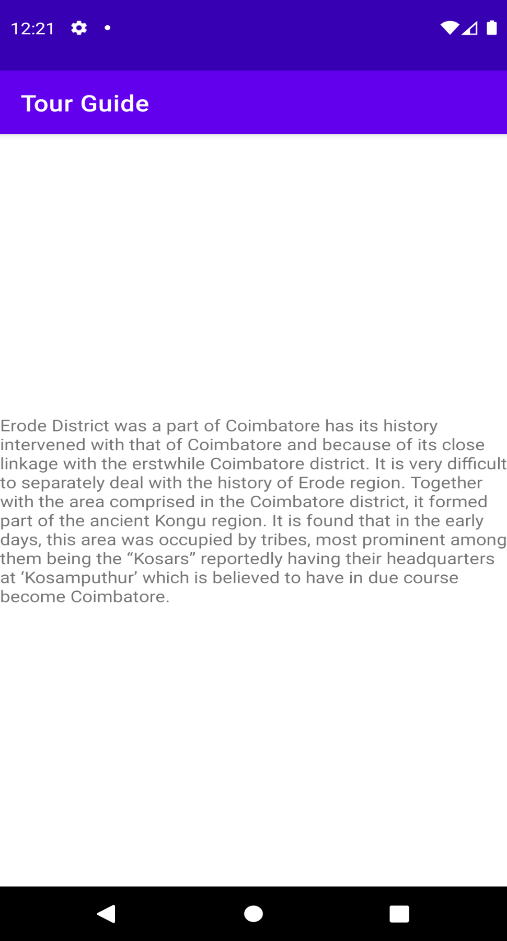 12:21
Tour Guide
Erode District was a part of Coimbatore has its history
intervened with that of Coimbatore and because of its close
linkage with the erstwhile Coimbatore district. It is very difficult
to separately deal with the history of Erode region. Together
with the area comprised in the Coimbatore district, it formed
part of the ancient Kongu region. It is found that in the early
days, this area was occupied by tribes, most prominent among
them being the “Kosars” reportedly having their headquarters
at ‘Kosamputhur’ which is believed to have in due course
become Coimbatore.